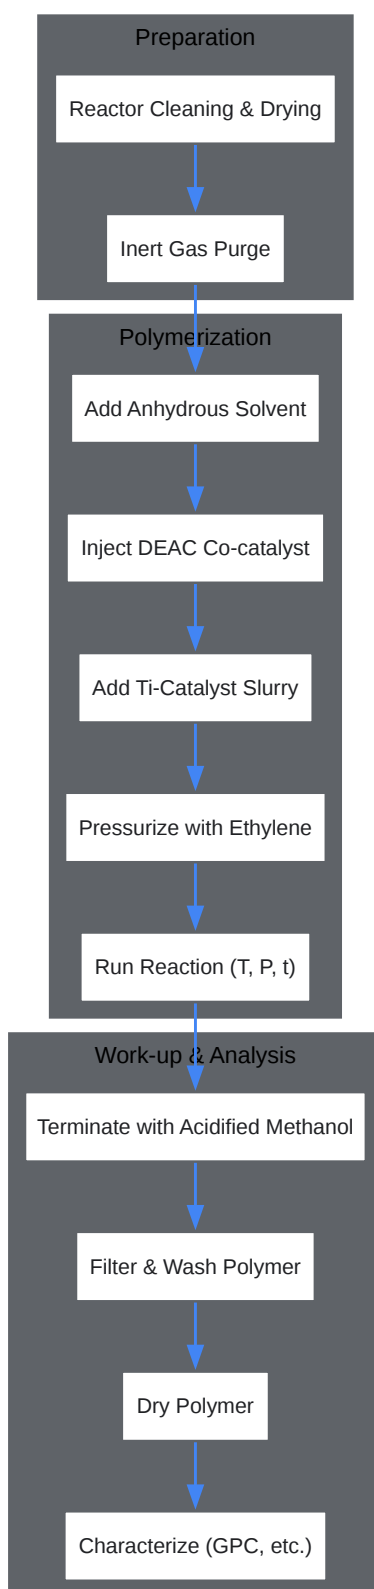 Preparation
Reactor Cleaning & Drying
Inert Gas Purge
Polymerization
Add Anhydrous Solvent
Inject DEAC Co-catalyst
Add Ti-Catalyst Slurry
Pressurize with Ethylene
Run Reaction (T, P, t)
Work-up & Analysis
Terminate with Acidified Methanol
Filter & Wash Polymer
Dry Polymer
Characterize (GPC, etc.)